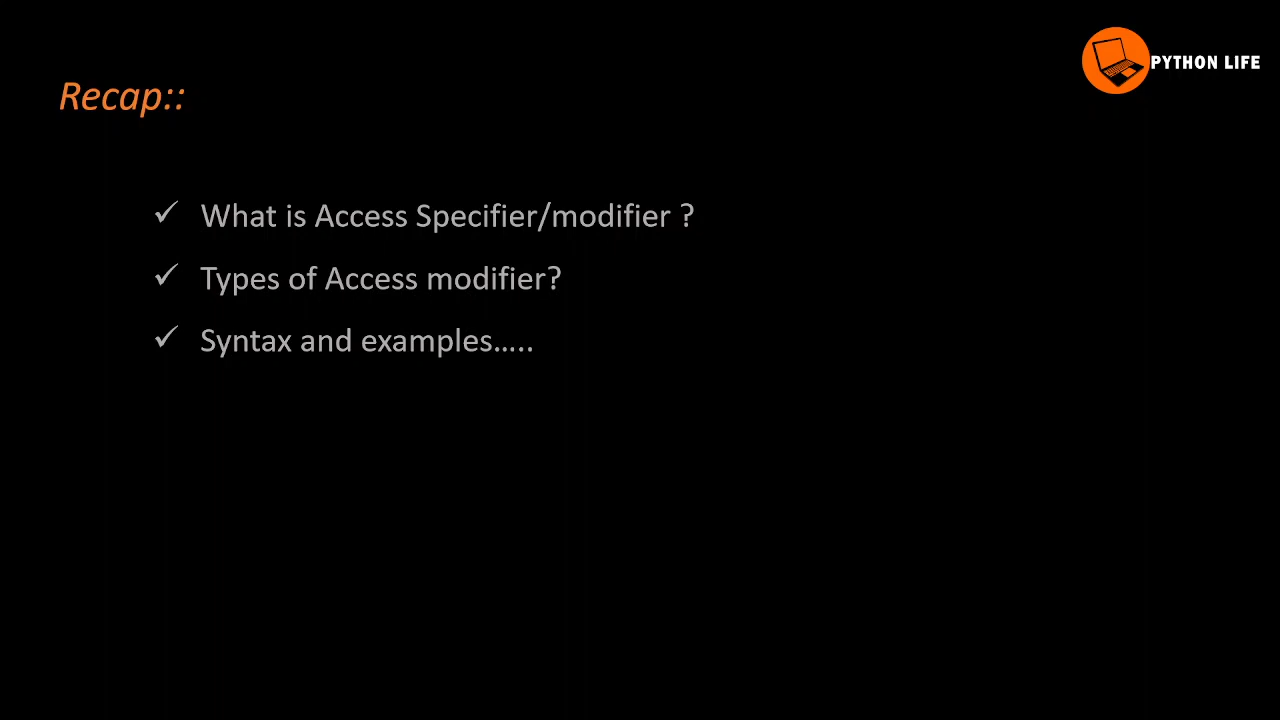 PYTHON LIFE
Recap::
✓ What is Access Specifier/modifier ?
✓ Types of Access modifier?
✓ Syntax and examples.....